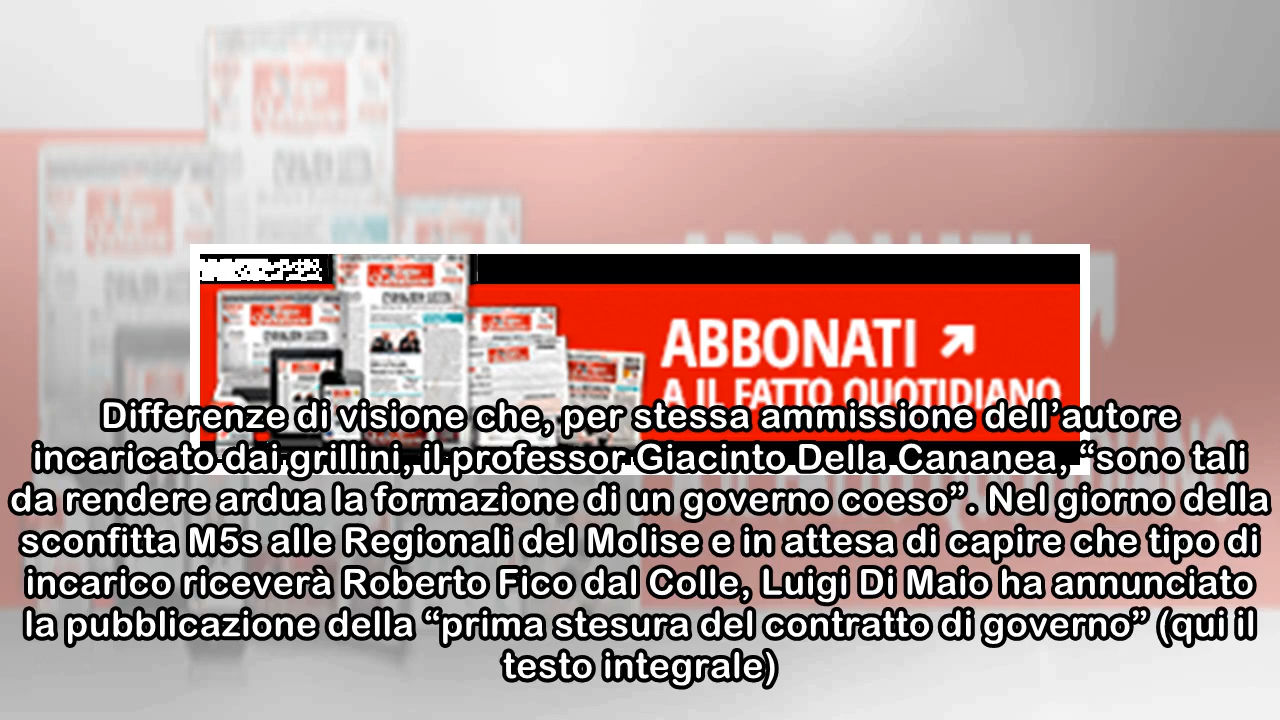 ABBONATI
A IL FATTO QUOTIDIANO
Differenze di visione che, per stessa ammissione dell’autore
incaricato dai grillini, il professor Giacinto Della Cananea, “sono tali
da rendere ardua la formazione di un governo coeso”. Nel giorno della
sconfitta M5s alle Regionali del Molise e in attesa di capire che tipo di
incarico riceverà Roberto Fico dal Colle, Luigi Di Maio ha annunciato
la pubblicazione della “prima stesura del contratto di governo” (qui il
testo integrale)